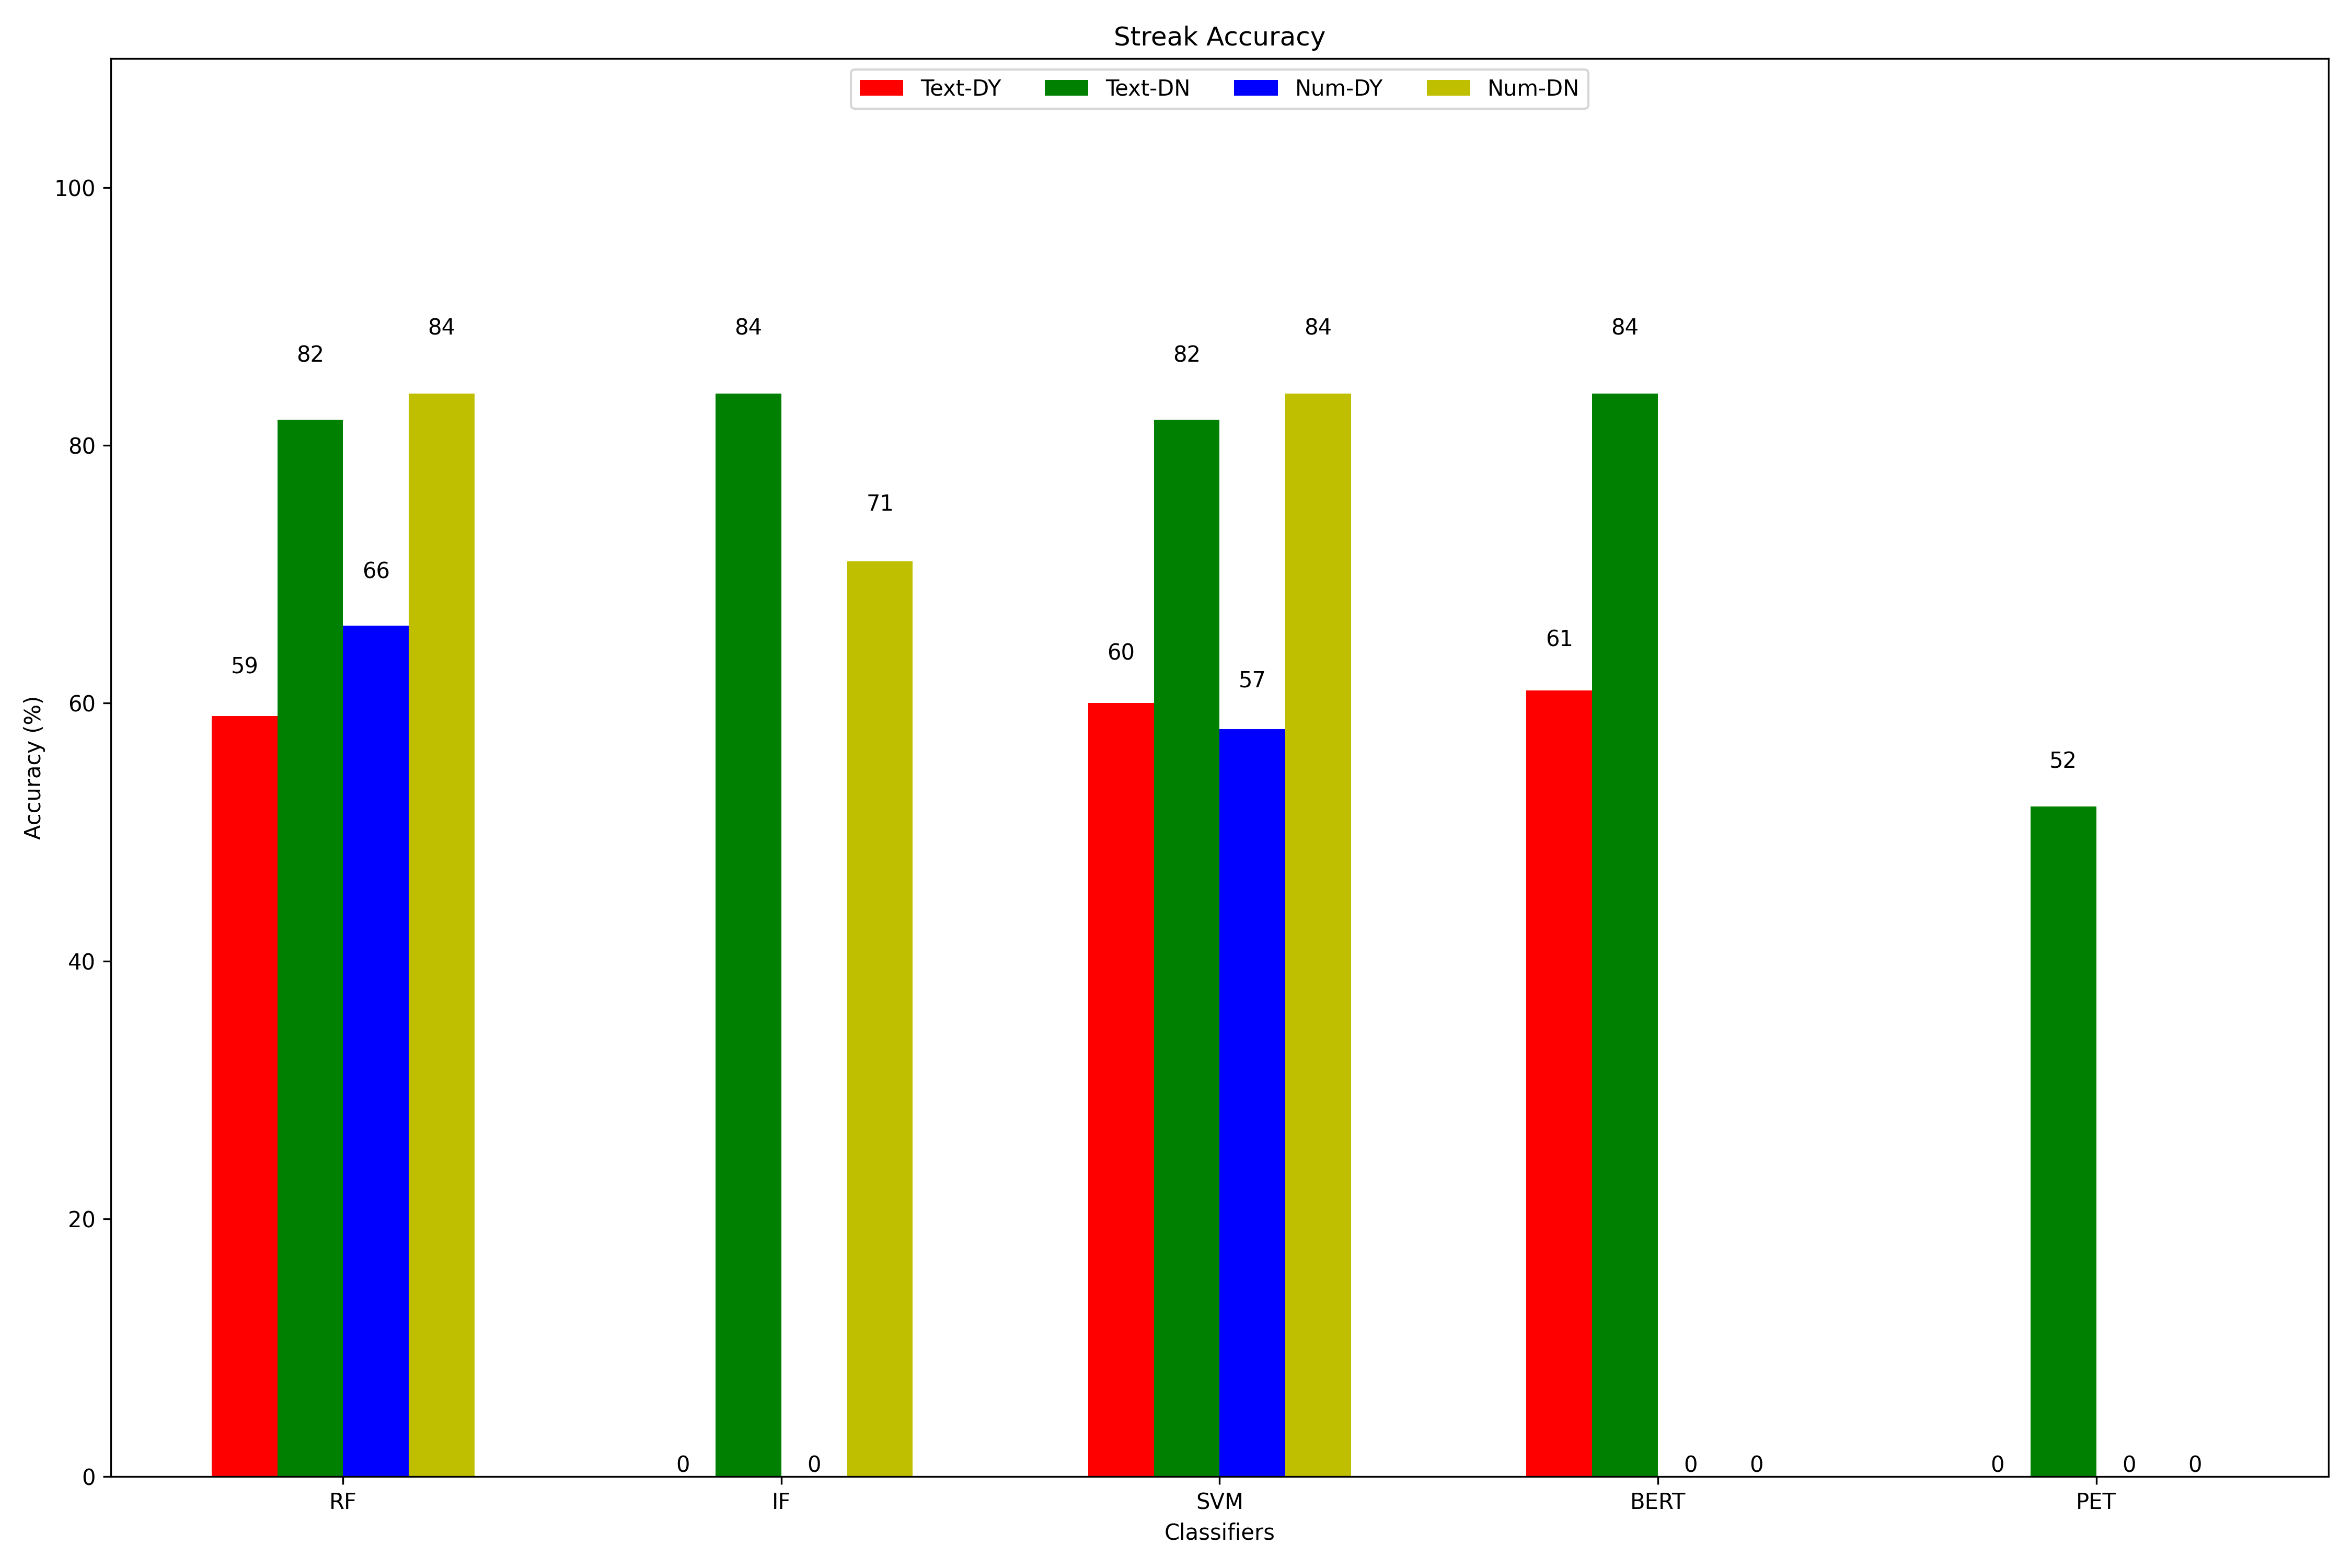 Streak Accuracy
Text-DY Text-DN Num-DY Num-DN
Accuracy (%)
100
80
60
40
20
0
59 82 66 84
0 84 0 71
60 82 57 84
61 84 0 0
0 52 0 0
RF IF SVM BERT PET
Classifiers